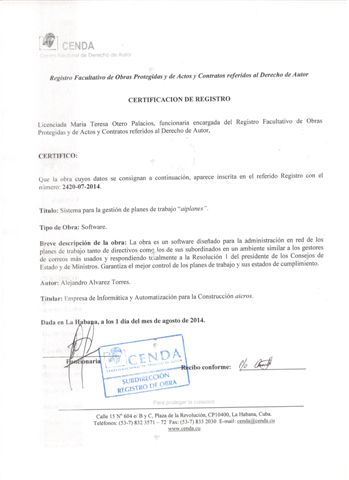 CENDA
Centro Nacional de Derecho de Autor
Registro Facultativo de Obras Protegidas y de Actos y Contratos referidos al Derecho de Autor
CERTIFICACION DE REGISTRO
Licenciada Maria Teresa Otero Palacios, funcionaria encargada del Registro Facultativo de Obras
Protegidas y de Actos y Contratos referidos al Derecho de Autor,
CERTIFICO:
Que la obra cuyos datos se consignan a continuación, aparece inscrita en el referido Registro con el
número: 2420-07-2014.
Titulo: Sistema para la gestión de planes de trabajo "aiplanes".
Tipo de Obra: Software.
Breve descripción de la obra: La obra es un software diseñado para la administración en red de los
planes de trabajo tanto de directivos como los de sus subordinados en un ambiente similar a los gestores
de correo más usados y respondiendo totalmente a la Resolución 1 del presidente de los Consejos de
Estado y de Ministros. Garantiza el mejor control de los planes de trabajo y sus estados de cumplimiento.
Autor: Alejandro Alvarez Torres.
Titular: Empresa de Informática y Automatización para la Construcción aicros.
Dada en La Habana, a los 1 día del mes de agosto de 2014.
Funcionaria
CENDA
SUBDIRECCIÓN
REGISTRO DE OBRA
Recibo conforme: P/O
Para proteger la creación
Calle 15 Nº 604 e/ B y C, Plaza de la Revolución, CP10400, La Habana, Cuba.
Teléfonos: (53-7) 832 3571 – 72 Fax: (53-7) 833 2030 E-mail: cenda@cenda.cu
www.cenda.cu